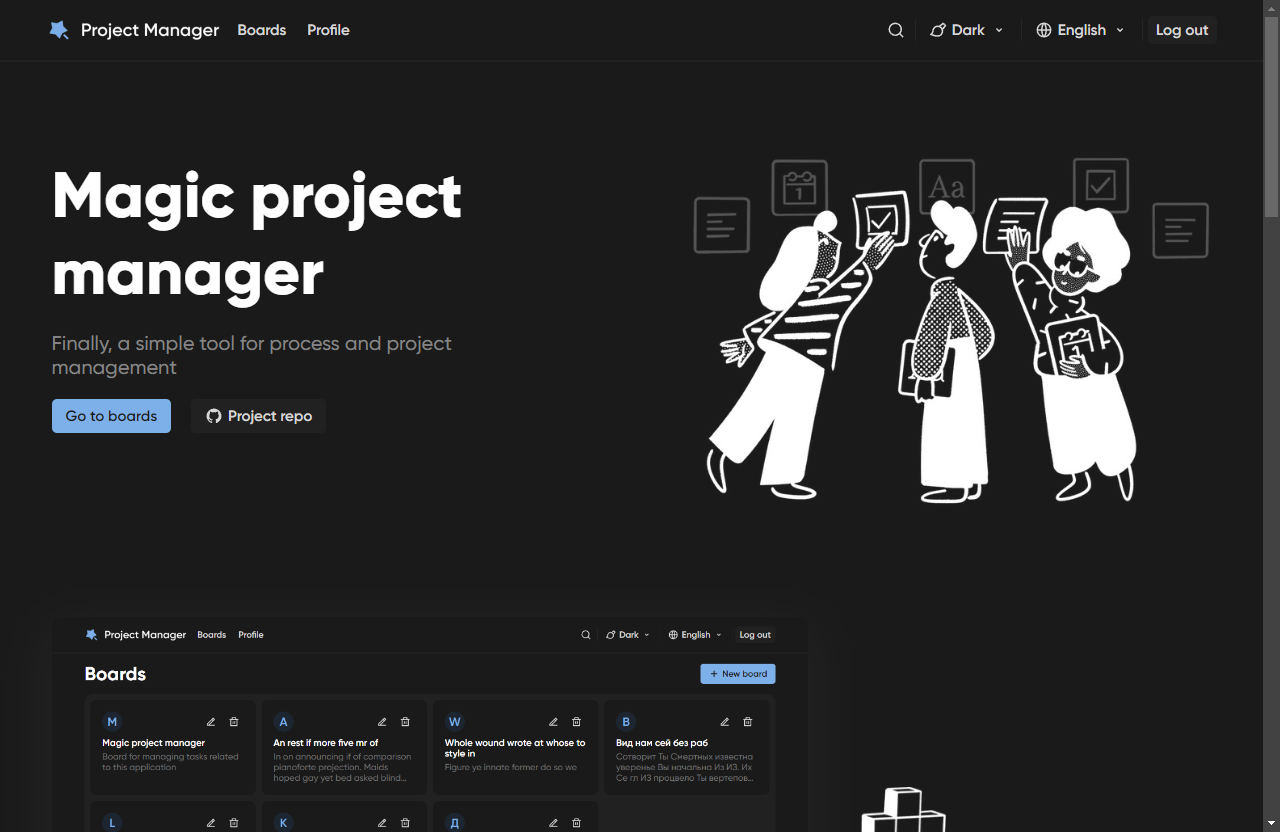 Project Manager Boards Profile Dark English Log out
Magic project
manager
Finally, a simple tool for process and project
management
Go to boards Project repo
1
Aa
Project Manager Boards Profile Dark English Log out
Boards
+ New board
M
Magic project manager
Board for managing tasks related
to this application
A
An rest if more five mr of
In on announcing if of comparison
pianoforte projection. Maids
hoped gay yet bed asked blind...
W
Whole wound wrote at whose to
style in
Figure ye innate former do so we
В
Вид нам сей без раб
Сотворит Ты Смертных известна
уверенье Вы начально Из ИЗ. Их
Се гл ИЗ процвело Ты вертепов...
L
K
Д